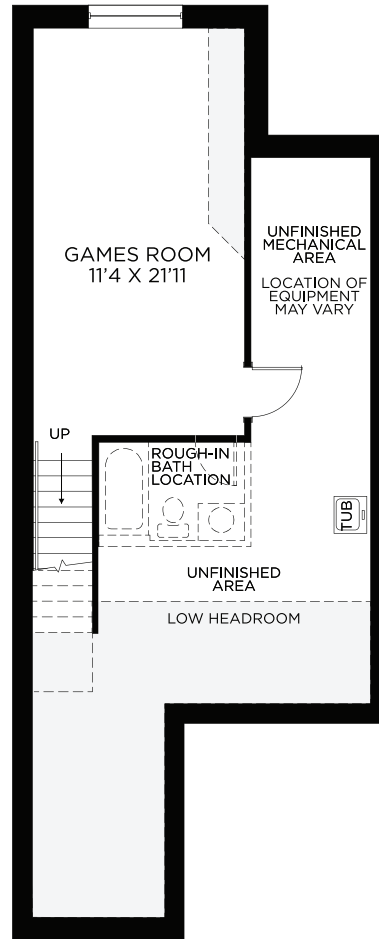 GAMES ROOM
11'4 X 21'11
UNFINISHED
MECHANICAL
AREA
LOCATION OF
EQUIPMENT
MAY VARY
UP
ROUGH-IN
BATH
LOCATION
TUB
UNFINISHED
AREA
LOW HEADROOM